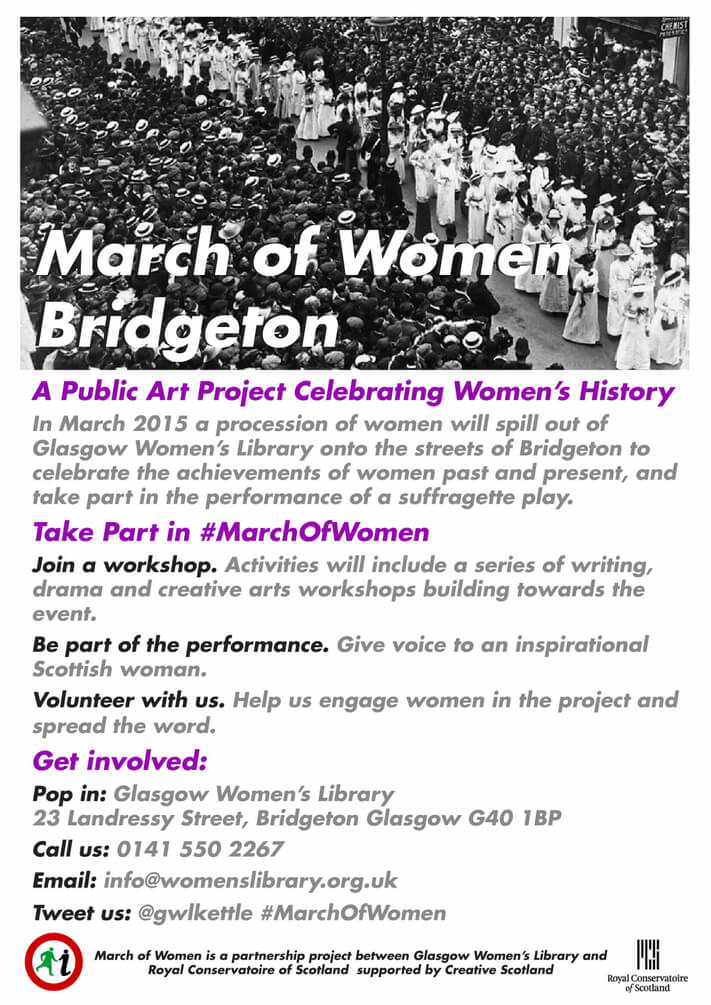 CHEMIST
March of Women
Bridgeton
A Public Art Project Celebrating Women's History
In March 2015 a procession of women will spill out of
Glasgow Women's Library onto the streets of Bridgeton to
celebrate the achievements of women past and present, and
take part in the performance of a suffragette play.
Take Part in #MarchOfWomen
Join a workshop. Activities will include a series of writing,
drama and creative arts workshops building towards the
event.
Be part of the performance. Give voice to an inspirational
Scottish woman.
Volunteer with us. Help us engage women in the project and
spread the word.
Get involved:
Pop in: Glasgow Women's Library
23 Landressy Street, Bridgeton Glasgow G40 1BP
Call us: 0141 550 2267
Email: info@womenslibrary.org.uk
Tweet us: @gwlkettle #MarchOfWomen
March of Women is a partnership project between Glasgow Women's Library and
Royal Conservatoire of Scotland supported by Creative Scotland
Royal Conservatoire
of Scotland